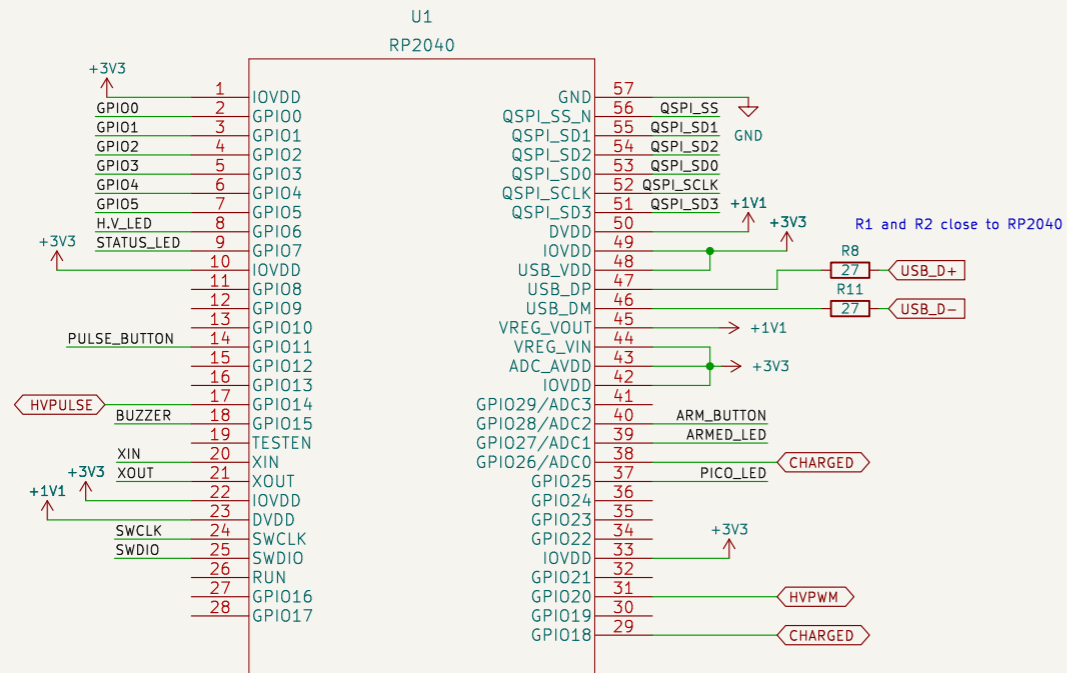 U1
RP2040
+3V3
1 IOVDD
GPIO0 2 GPIO0
GPIO1 3 GPIO1
GPIO2 4 GPIO2
GPIO3 5 GPIO3
GPIO4 6 GPIO4
GPIO5 7 GPIO5
H.V_LED 8 GPIO6
STATUS_LED 9 GPIO7
+3V3
10 IOVDD
11 GPIO8
12 GPIO9
13 GPIO10
PULSE_BUTTON 14 GPIO11
15 GPIO12
16 GPIO13
HVPULSE 17 GPIO14
BUZZER 18 GPIO15
19 TESTEN
XIN 20 XIN
XOUT 21 XOUT
+3V3
22 IOVDD
+1V1
23 DVDD
SWCLK 24 SWCLK
SWDIO 25 SWDIO
26 RUN
27 GPIO16
28 GPIO17
GND 57
GND
QSPI_SS_N 56 QSPI_SS
QSPI_SD1 55 QSPI_SD1
QSPI_SD2 54 QSPI_SD2
QSPI_SD0 53 QSPI_SD0
QSPI_SCLK 52 QSPI_SCLK
QSPI_SD3 51 QSPI_SD3
DVDD 50 +1V1
IOVDD 49 +3V3
USB_VDD 48
R1 and R2 close to RP2040
USB_DP 47 R8 27 USB_D+
USB_DM 46 R11 27 USB_D-
VREG_VOUT 45 +1V1
VREG_VIN 44
ADC_AVDD 43 +3V3
IOVDD 42
GPIO29/ADC3 41
GPIO28/ADC2 40 ARM_BUTTON
GPIO27/ADC1 39 ARMED_LED
GPIO26/ADC0 38 CHARGED
GPIO25 37 PICO_LED
GPIO24 36
GPIO23 35
GPIO22 34
IOVDD 33 +3V3
GPIO21 32
GPIO20 31 HVPWM
GPIO19 30
GPIO18 29 CHARGED